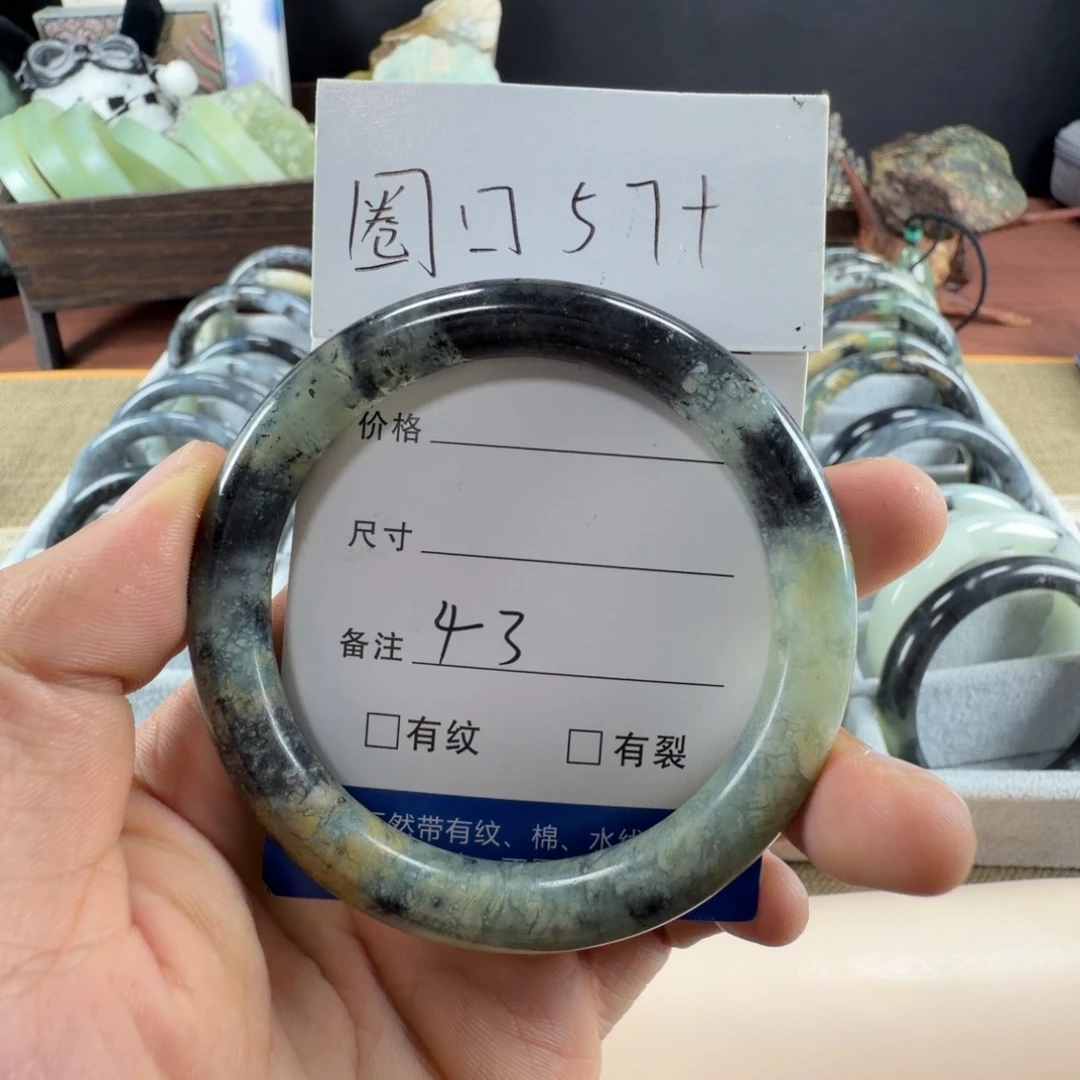 圈口57+
价格
尺寸
备注 43
□有纹 □有裂
然带有纹、棉、水线